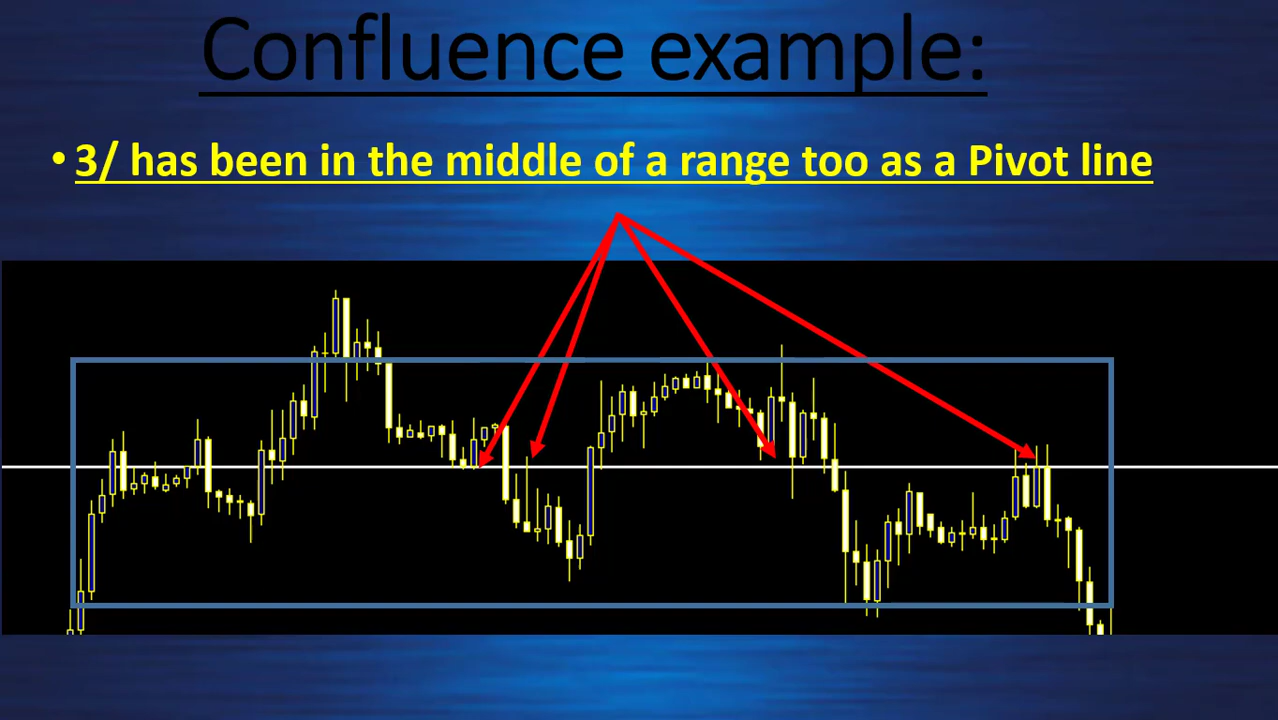 Confluence example:
• 3/ has been in the middle of a range too as a Pivot line